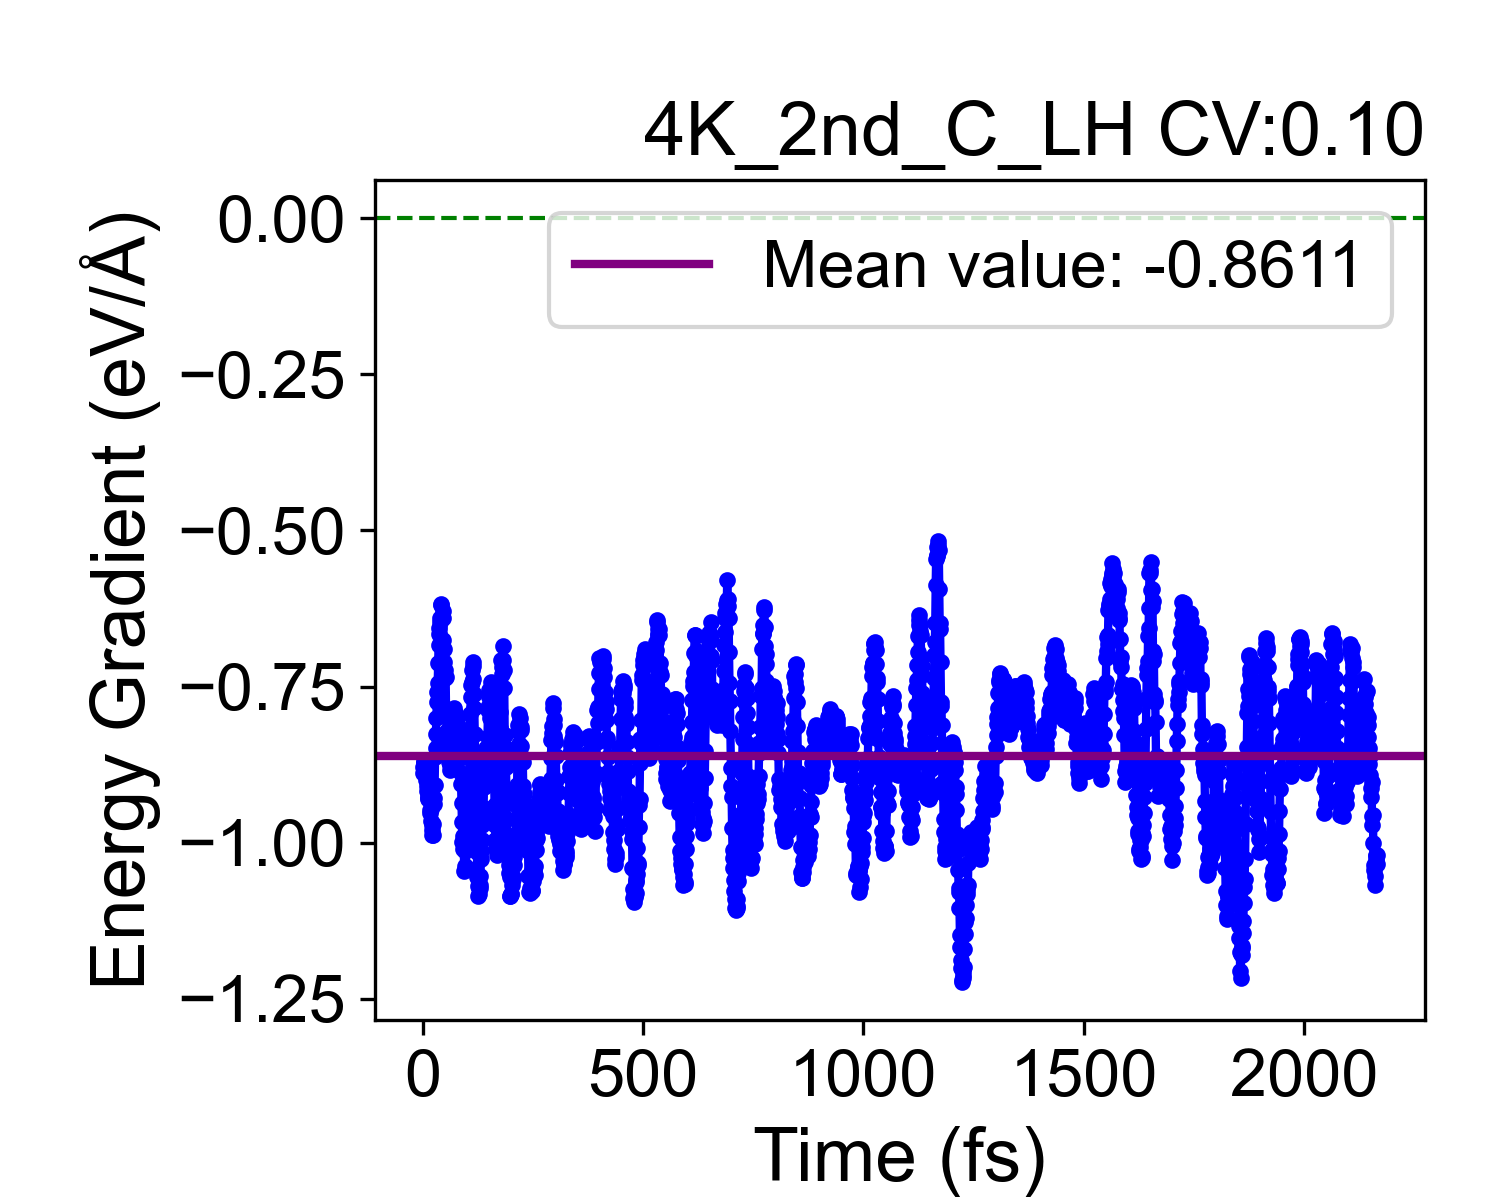 4K_2nd_C_LH CV:0.10
Mean value: -0.8611
Energy Gradient (eV/Å)
0.00
−0.25
−0.50
−0.75
−1.00
−1.25
0 500 1000 1500 2000
Time (fs)